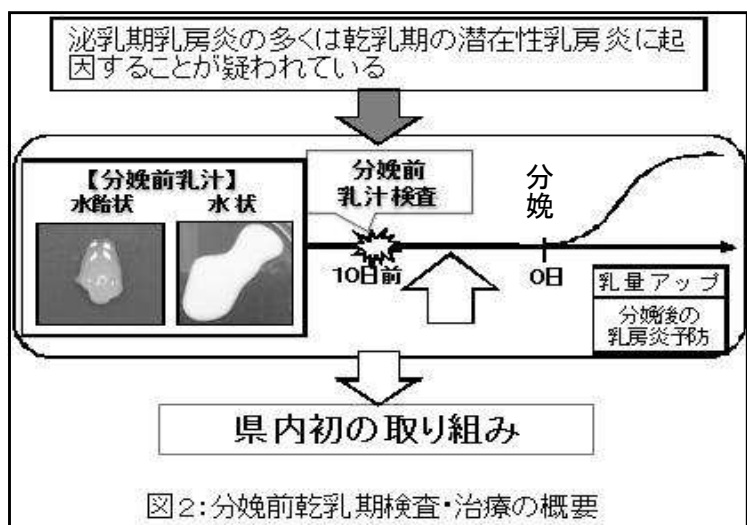 泌乳期乳房炎の多くは乾乳期の潜在性乳房炎に起
因することが疑われている
【分娩前乳汁】
水飴状 水状
分娩前
乳汁検査
分娩
10日前
0日
乳量アップ
分娩後の
乳房炎予防
県内初の取り組み
図2:分娩前乾乳期検査・治療の概要